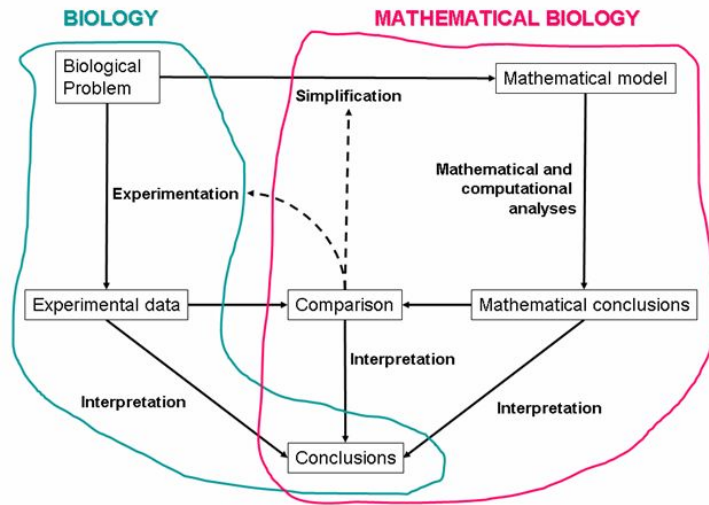 BIOLOGY
MATHEMATICAL BIOLOGY
Biological
Problem
Mathematical model
Simplification
Experimentation
Mathematical and
computational
analyses
Experimental data
Comparison
Mathematical conclusions
Interpretation
Interpretation
Interpretation
Conclusions